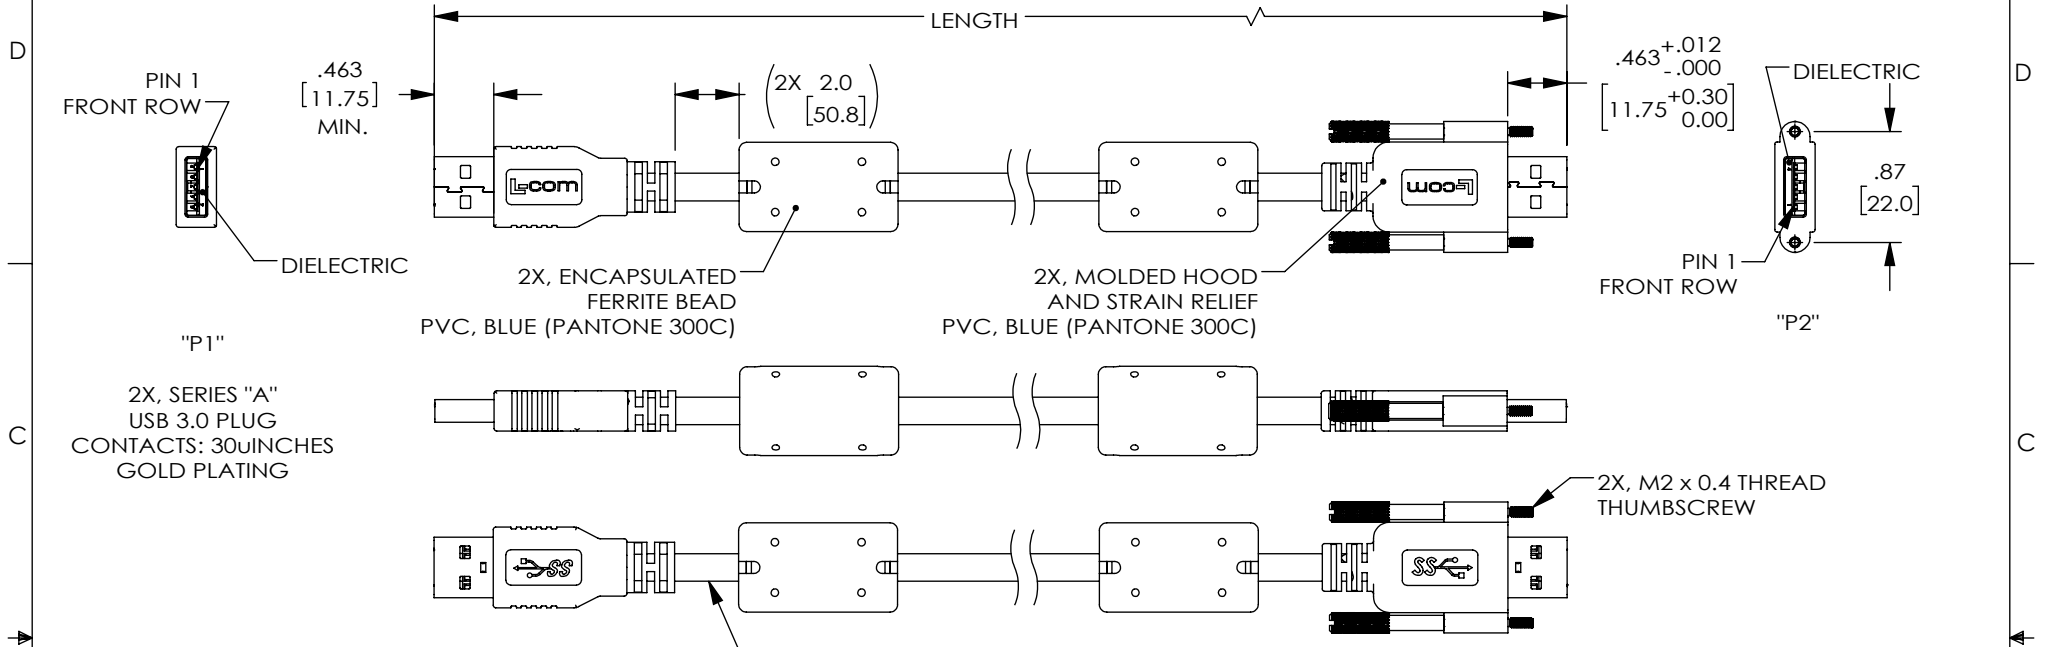 LENGTH
D
D
PIN 1
FRONT ROW
.463
[11.75]
MIN.
(2X 2.0
[50.8])
.463 +.012
-.000
[11.75 +0.30
0.00]
DIELECTRIC
.87
[22.0]
L-com
L-com
DIELECTRIC
2X, ENCAPSULATED
FERRITE BEAD
PVC, BLUE (PANTONE 300C)
2X, MOLDED HOOD
AND STRAIN RELIEF
PVC, BLUE (PANTONE 300C)
PIN 1
FRONT ROW
"P1"
"P2"
2X, SERIES "A"
USB 3.0 PLUG
CONTACTS: 30uINCHES
GOLD PLATING
C
C
2X, M2 x 0.4 THREAD
THUMBSCREW
SS
SS